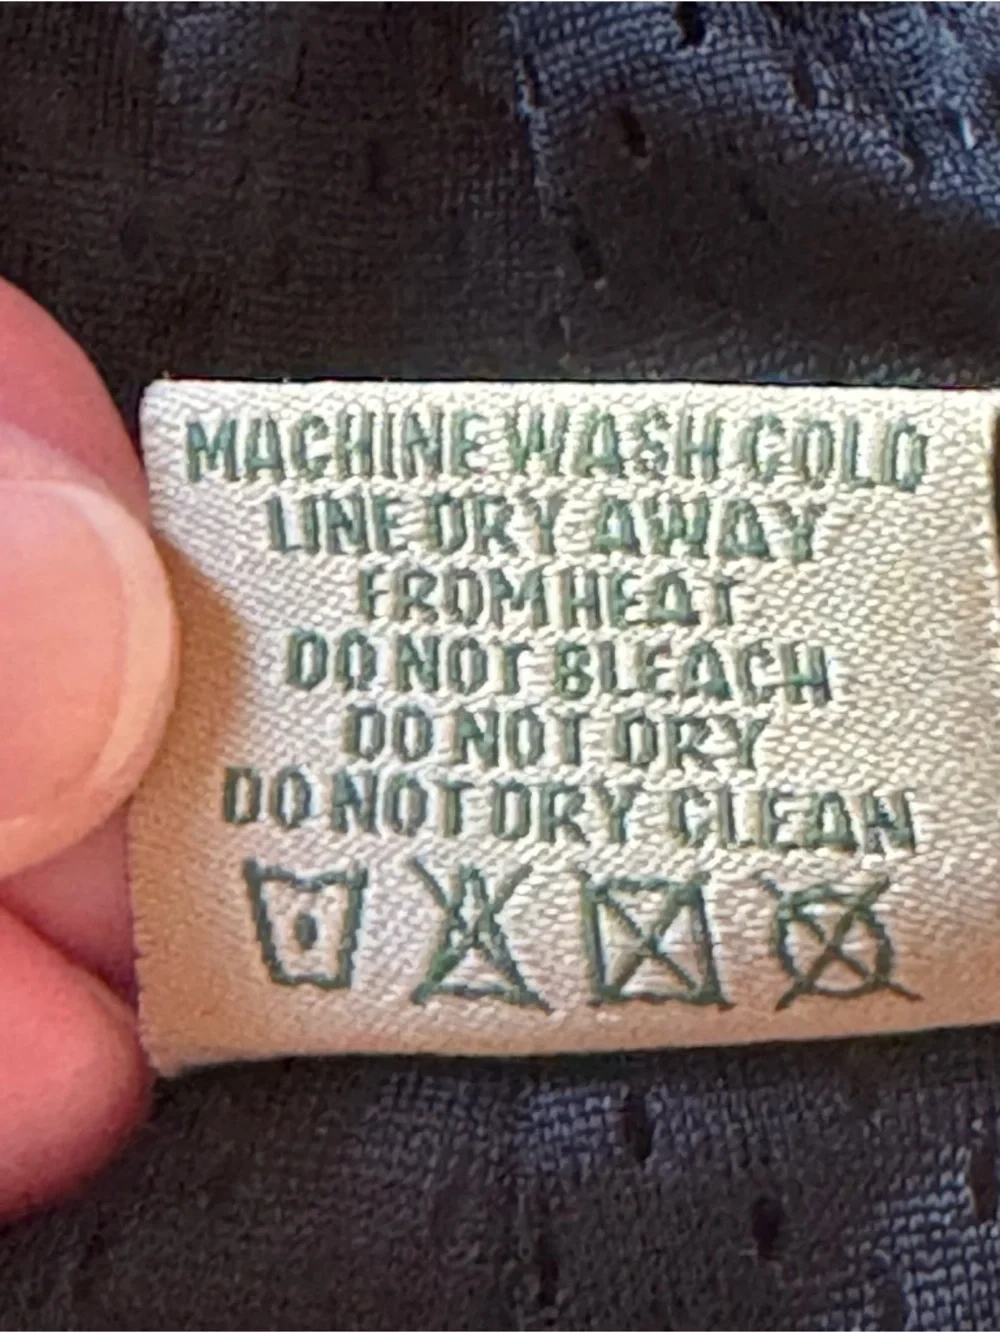 MACHINE WASH COLD
LINE DRY AWAY
FROM HEAT
DO NOT BLEACH
DO NOT DRY
DO NOT DRY CLEAN